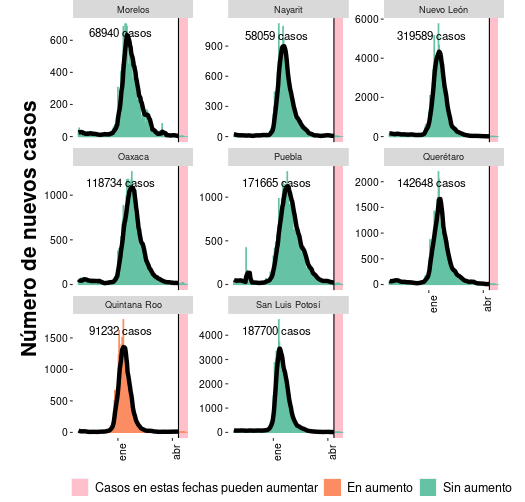 Morelos
Nayarit
Nuevo León
68940 casos
58059 casos
319589 casos
600
400
200
0
900
600
300
0
6000
4000
2000
0
Oaxaca
Puebla
Querétaro
118734 casos
171665 casos
142648 casos
1000
500
0
1000
500
0
2000
1500
1000
500
0
Quintana Roo
San Luis Potosí
91232 casos
187700 casos
1500
1000
500
0
4000
3000
2000
1000
0
ene
abr
ene
abr
ene
abr
Número de nuevos casos
Casos en estas fechas pueden aumentar
En aumento
Sin aumento